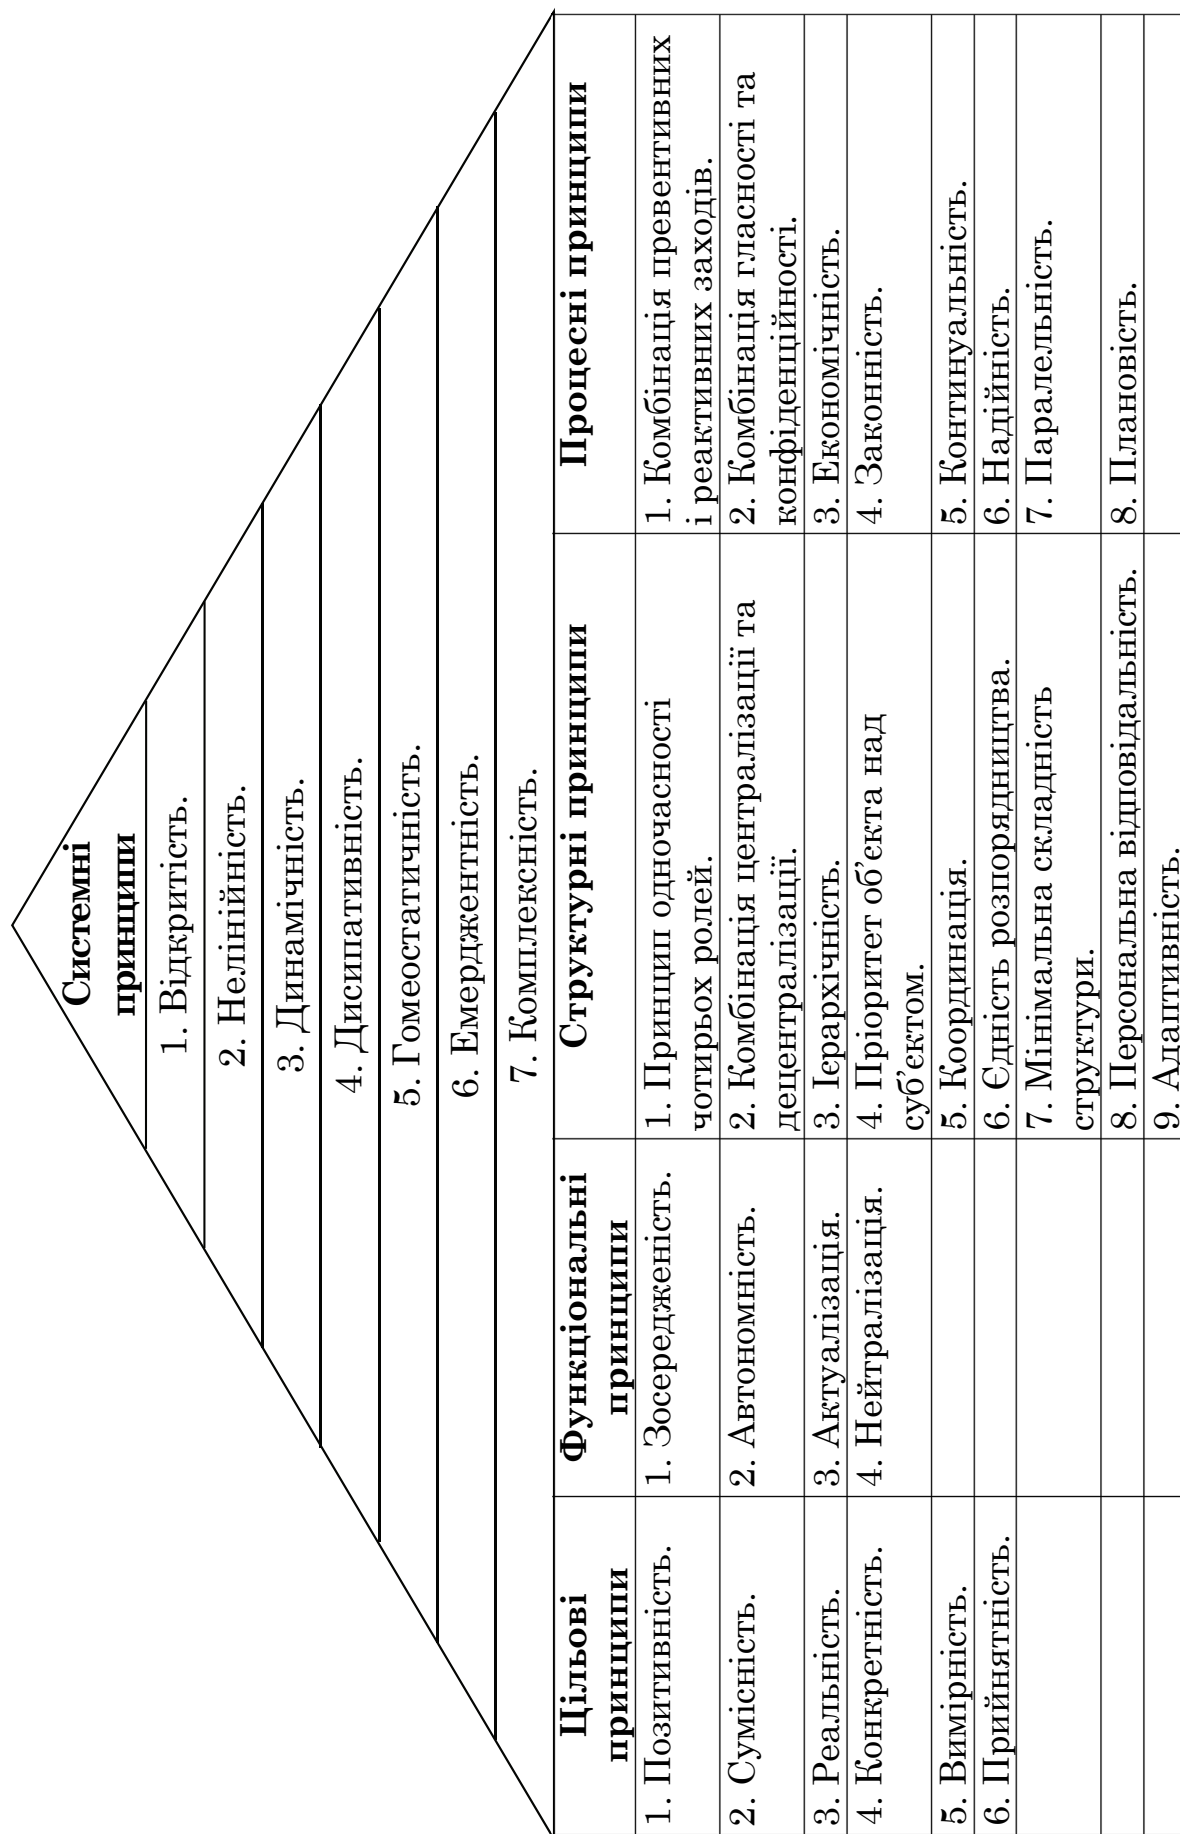 Системні
принципи
1. Відкритість.
2. Нелінійність.
3. Динамічність.
4. Дисипативність.
5. Гомеостатичність.
6. Емерджентність.
7. Комплексність.
Цільові
принципи
1. Позитивність.
2. Сумісність.
3. Реальність.
4. Конкретність.
5. Вимірність.
6. Прийнятність.
Функціональні
принципи
1. Зосередженість.
2. Автономність.
3. Актуалізація.
4. Нейтралізація.
Структурні принципи
1. Принцип одночасності
чотирьох ролей.
2. Комбінація централізації та
децентралізації.
3. Ієрархічність.
4. Пріоритет об’єкта над
суб’єктом.
5. Координація.
6. Єдність розпорядництва.
7. Мінімальна складність
структури.
8. Персональна відповідальність.
9. Адаптивність.
Процесні принципи
1. Комбінація превентивних
і реактивних заходів.
2. Комбінація гласності та
конфіденційності.
3. Економічність.
4. Законність.
5. Континуальність.
6. Надійність.
7. Паралельність.
8. Плановість.